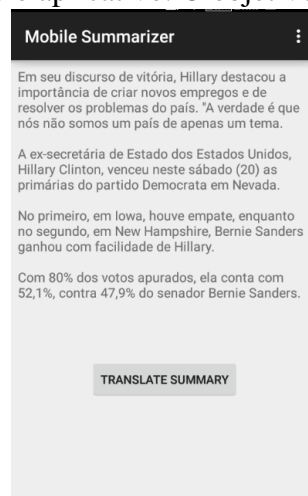 Mobile Summarizer
Em seu discurso de vitória, Hillary destacou a
importância de criar novos empregos e de
resolver os problemas do país. "A verdade é que
nós não somos um país de apenas um tema.
A ex-secretária de Estado dos Estados Unidos,
Hillary Clinton, venceu neste sábado (20) as
primárias do partido Democrata em Nevada.
No primeiro, em Iowa, houve empate, enquanto
no segundo, em New Hampshire, Bernie Sanders
ganhou com facilidade de Hillary.
Com 80% dos votos apurados, ela conta com
52,1%, contra 47,9% do senador Bernie Sanders.
TRANSLATE SUMMARY